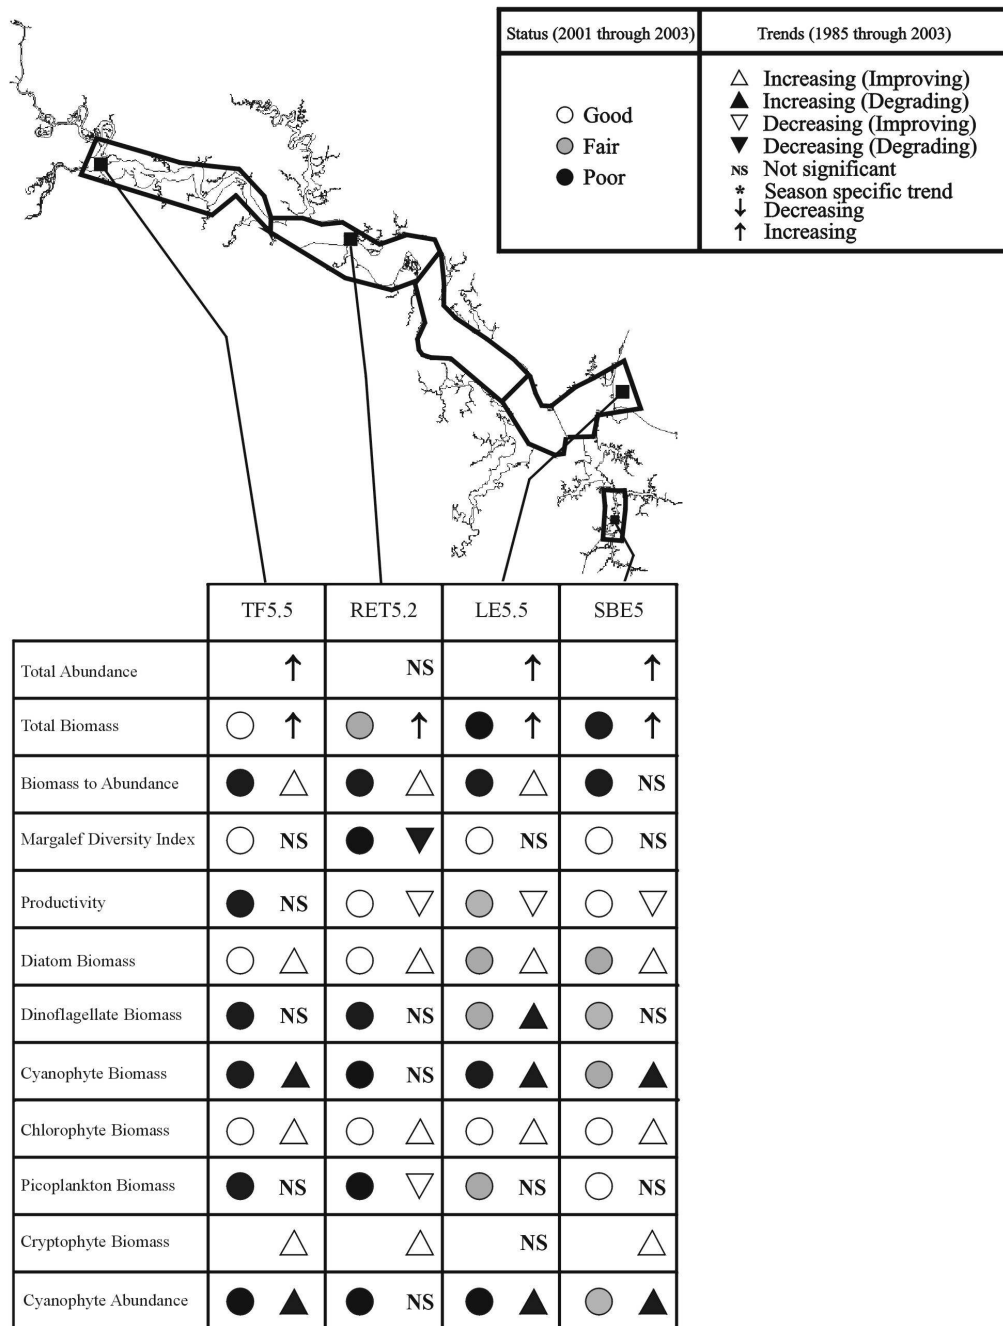 Status (2001 through 2003) Trends (1985 through 2003)
Good
Fair
Poor
Increasing (Improving)
Increasing (Degrading)
Decreasing (Improving)
Decreasing (Degrading)
NS Not significant
* Season specific trend
↓ Decreasing
↑ Increasing
TF5.5 RET5.2 LE5.5 SBE5
Total Abundance ↑ NS ↑ ↑
Total Biomass ↑ ↑ ↑ ↑
Biomass to Abundance NS
Margalef Diversity Index NS NS NS
Productivity NS
Diatom Biomass
Dinoflagellate Biomass NS NS NS
Cyanophyte Biomass NS
Chlorophyte Biomass
Picoplankton Biomass NS NS NS
Cryptophyte Biomass NS
Cyanophyte Abundance NS